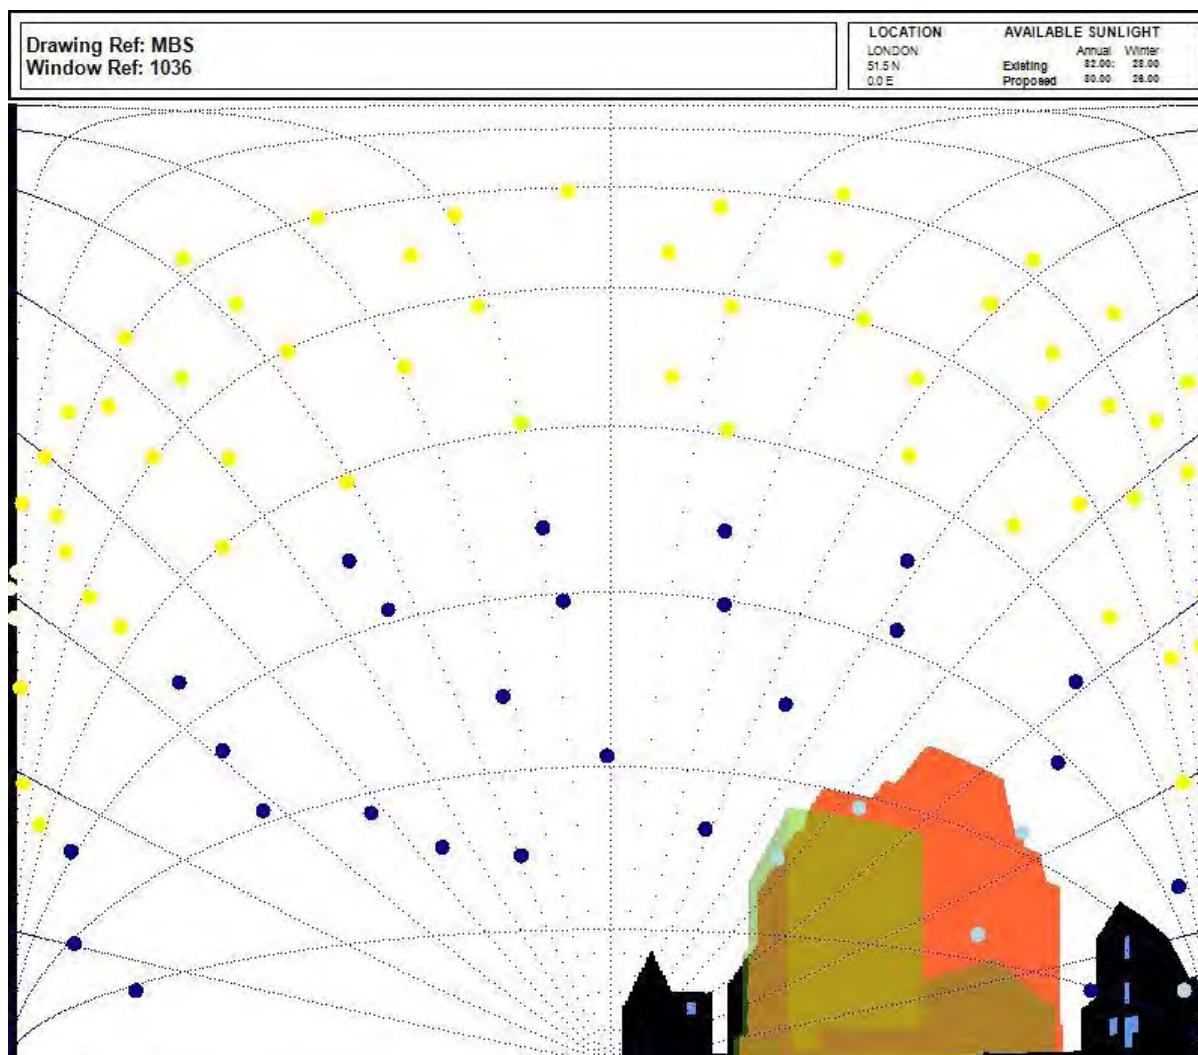 Drawing Ref: MBS
Window Ref: 1036
LOCATION
LONDON
51.5 N
0.0 E
AVAILABLE SUNLIGHT
Annual Winter
Existing 82.00: 28.00
Proposed 80.00 26.00